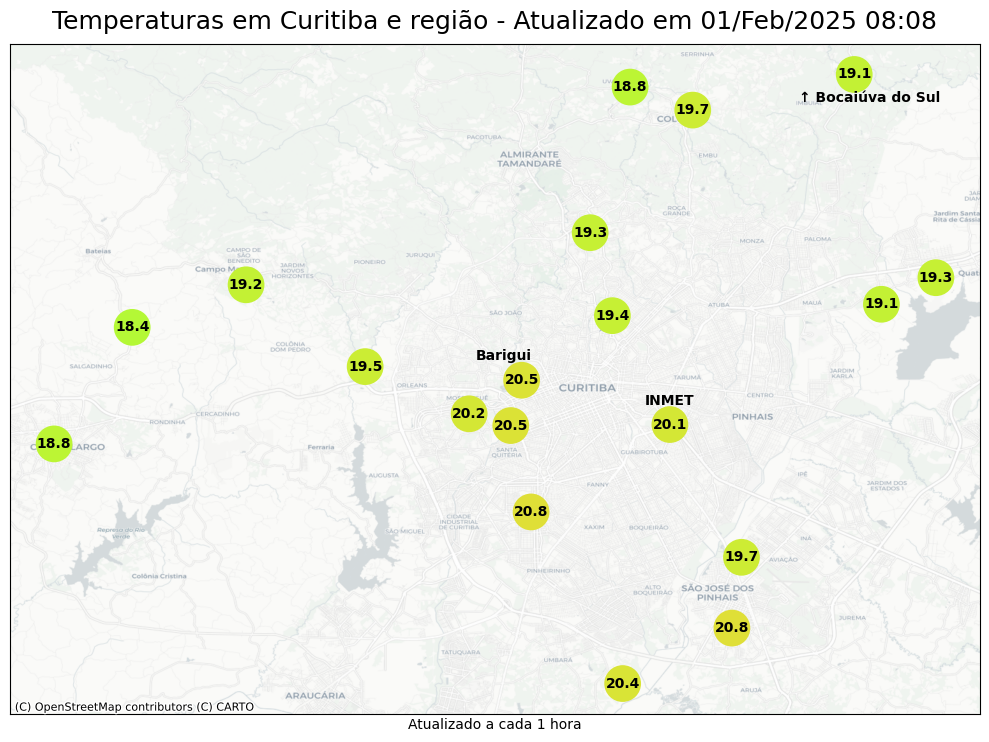 Temperaturas em Curitiba e região - Atualizado em 01/Feb/2025 08:08
SERRINHA
19.1
18.8
↑ Bocaiúva do Sul
19.7
PACOTUBA
ALMIRANTE
TAMANDARÉ
EMBU
ROÇA
GRANDE
Jardim Santa
Rita de Cássia
19.3
MONZA
PALOMA
Bateias
CAMPO DE
SÃO
BENEDITO
JURUQUI
PIONEIRO
JARDIM
NOVOS
HORIZONTES
Campo M
19.2
19.3
19.1
ATUBA
MAUÁ
SÃO JOÃO
19.4
18.4
COLÔNIA
DOM PEDRO
Barigui
SALGADINHO
19.5
JARDIM
KARLA
TARUMÃ
20.5
ORLEANS
CURITIBA
CENTRO
INMET
20.2
CERCADINHO
PINHAIS
RONDINHA
20.5
20.1
18.8
LARGO
Ferraria
SANTA
QUITÉRIA
GUABIROTUBA
AUGUSTA
IPÊ
FANNY
JARDIM DOS
ESTADOS I
20.8
CIDADE
INDUSTRIAL
DE CURITIBA
SÃO MIGUEL
XAXIM
BOQUEIRÃO
Represa do Rio
Verde
INÁ
19.7
AVIAÇÃO
Colônia Cristina
PINHEIRINHO
ALTO
BOQUEIRÃO
SÃO JOSÉ DOS
PINHAIS
JUREMA
20.8
TATUQUARA
UMBARÁ
20.4
ARUJÁ
ARAUCÁRIA
(C) OpenStreetMap contributors (C) CARTO
Atualizado a cada 1 hora